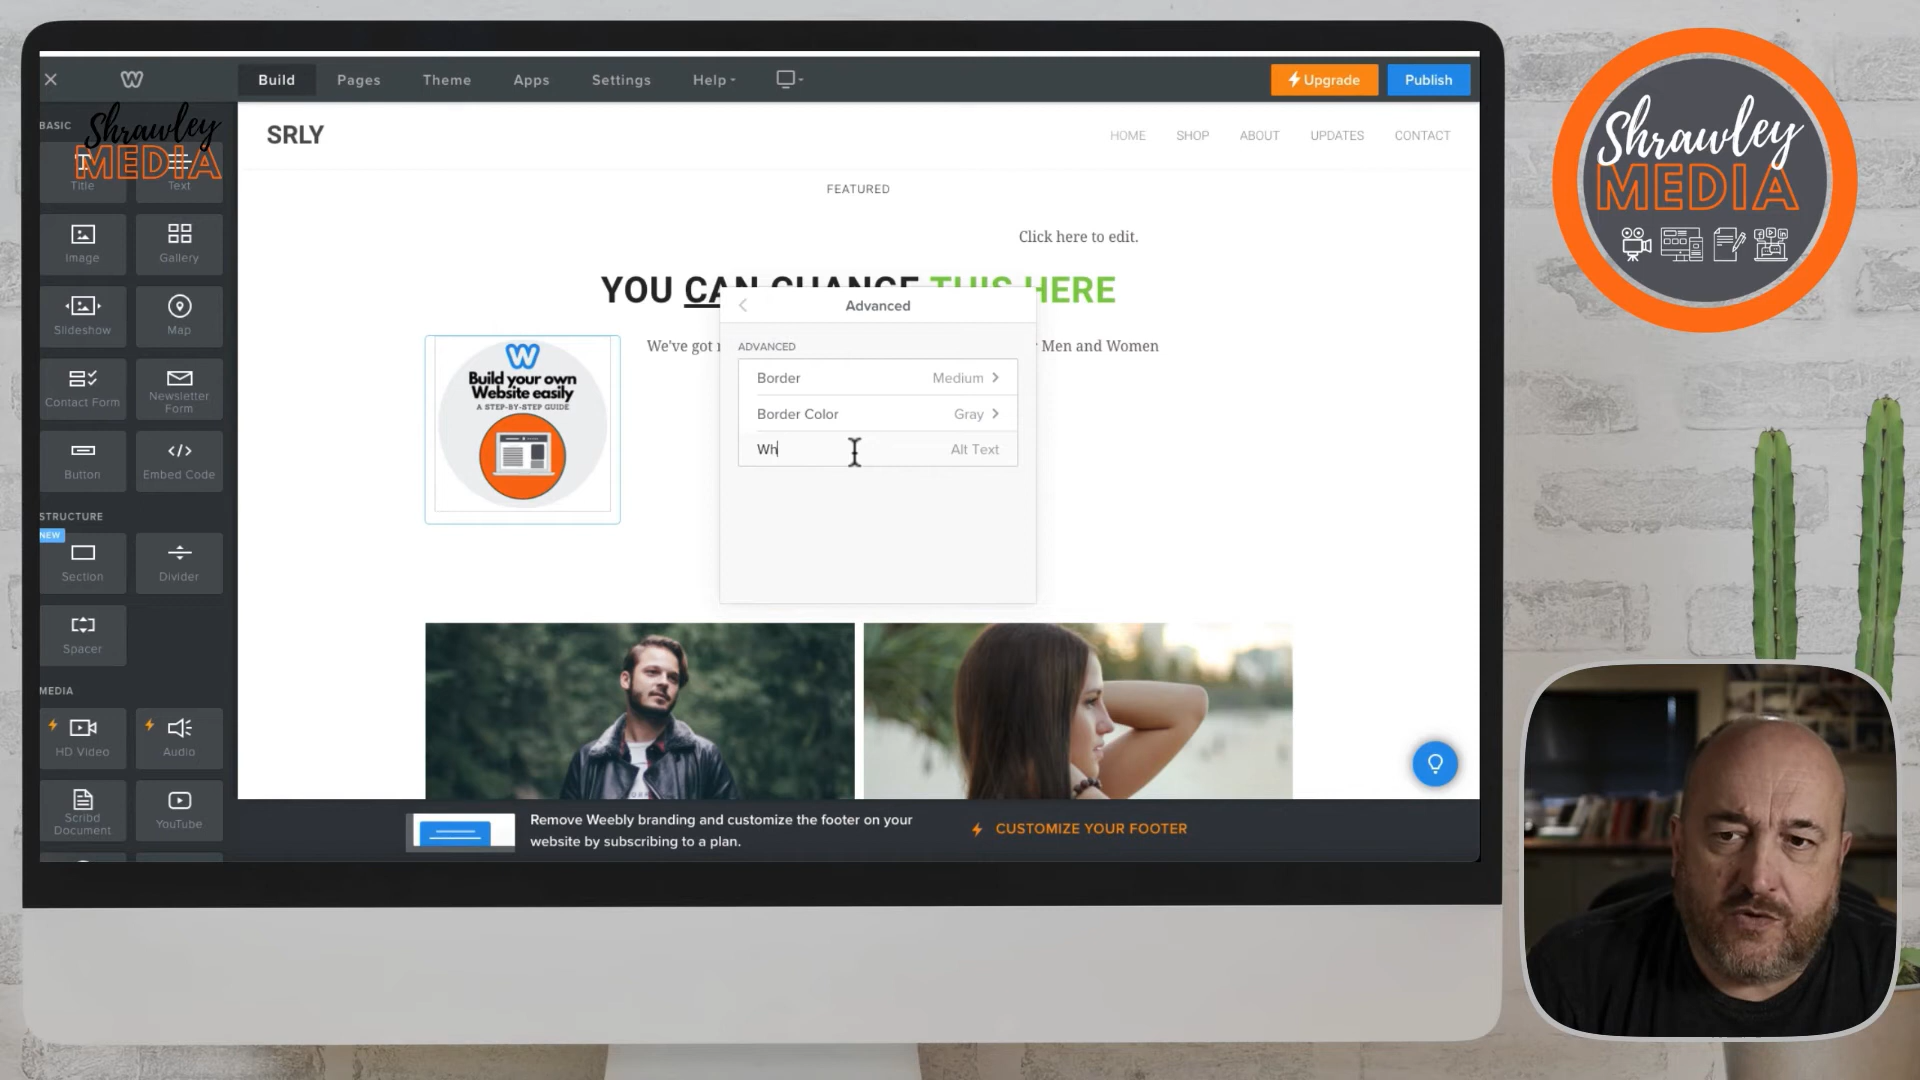 Build
Pages
Theme
Apps
Settings
Help
Upgrade
Publish
BASIC
Shrawley
MEDIA
Title
Text
Image
Gallery
Slideshow
Map
Contact Form
Newsletter
Form
Button
Embed Code
STRUCTURE
NEW
Section
Divider
Spacer
MEDIA
HD Video
Audio
Scribd
Document
YouTube
SRLY
HOME
SHOP
ABOUT
UPDATES
CONTACT
FEATURED
Click here to edit.
YOU CAN CHANGE THIS HERE
We've got
Men and Women
Build your own
Website easily
A STEP-BY-STEP GUIDE
Advanced
ADVANCED
Border Medium
Border Color Gray
Wh Alt Text
Remove Weebly branding and customize the footer on your
website by subscribing to a plan.
CUSTOMIZE YOUR FOOTER
Shrawley
MEDIA